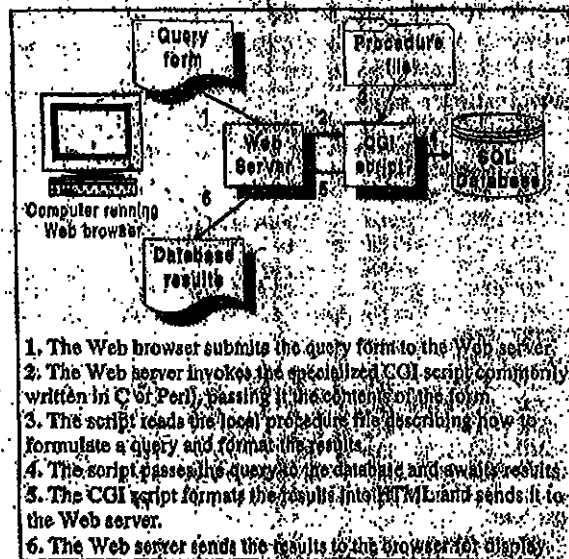 Query
form
Procedure
file
1
Web
Server
CGI
script
SQL
Database
5
6
Computer running
Web browser
Database
results
1. The Web browser submits the query form to the Web server.
2. The Web server invokes the specialized CGI script commonly
written in C or Perl), passing it the contents of the form.
3. The script reads the local procedure file describing how to
formulate a query and format the results.
4. The script passes the query to the database and awaits results.
5. The CGI script formats the results into HTML and sends it to
the Web server.
6. The Web server sends the results to the browser for display.